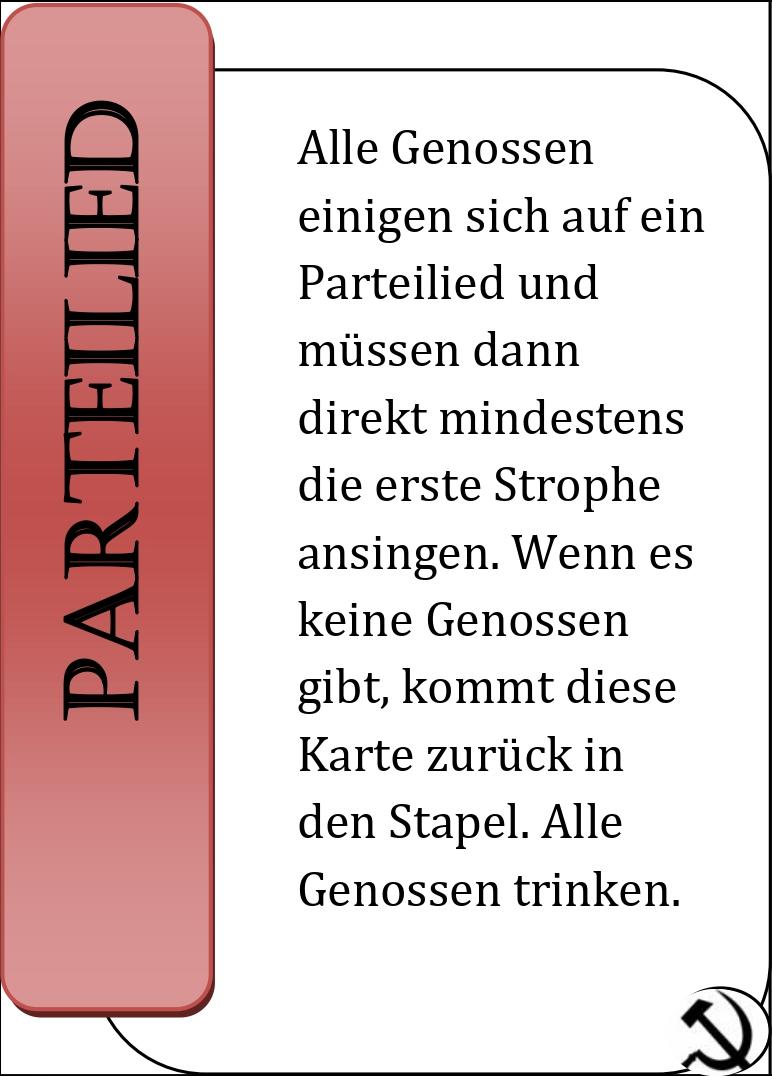 PARTEILIED
Alle Genossen
einigen sich auf ein
Parteilied und
müssen dann
direkt mindestens
die erste Strophe
ansingen. Wenn es
keine Genossen
gibt, kommt diese
Karte zurück in
den Stapel. Alle
Genossen trinken.